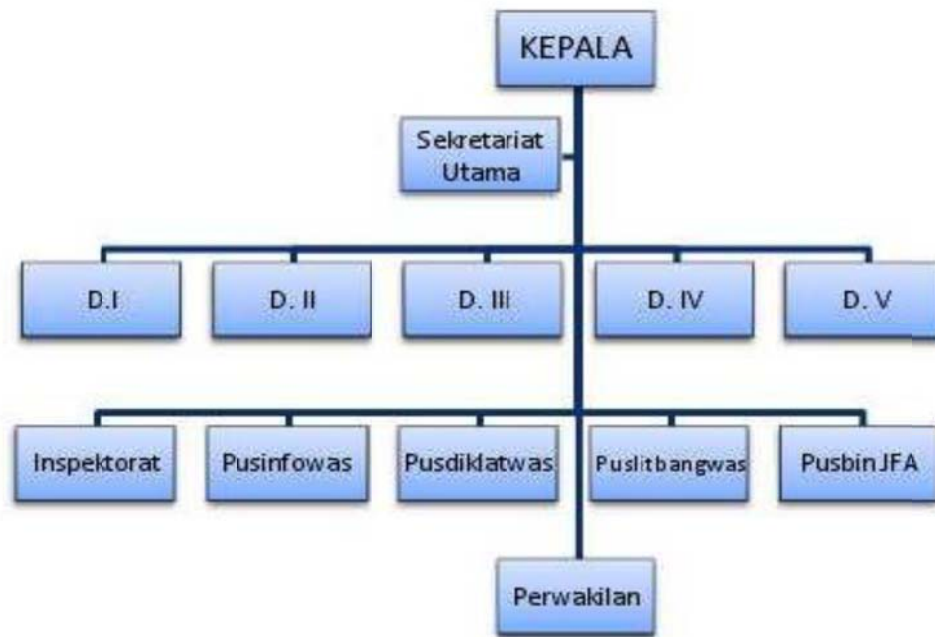 KEPALA
Sekretariat
Utama
D.I
D. II
D. III
D. IV
D. V
Inspektorat
Pusinfowas
Pusdiklatwas
Puslitbangwas
Pusbin JFA
Perwakilan